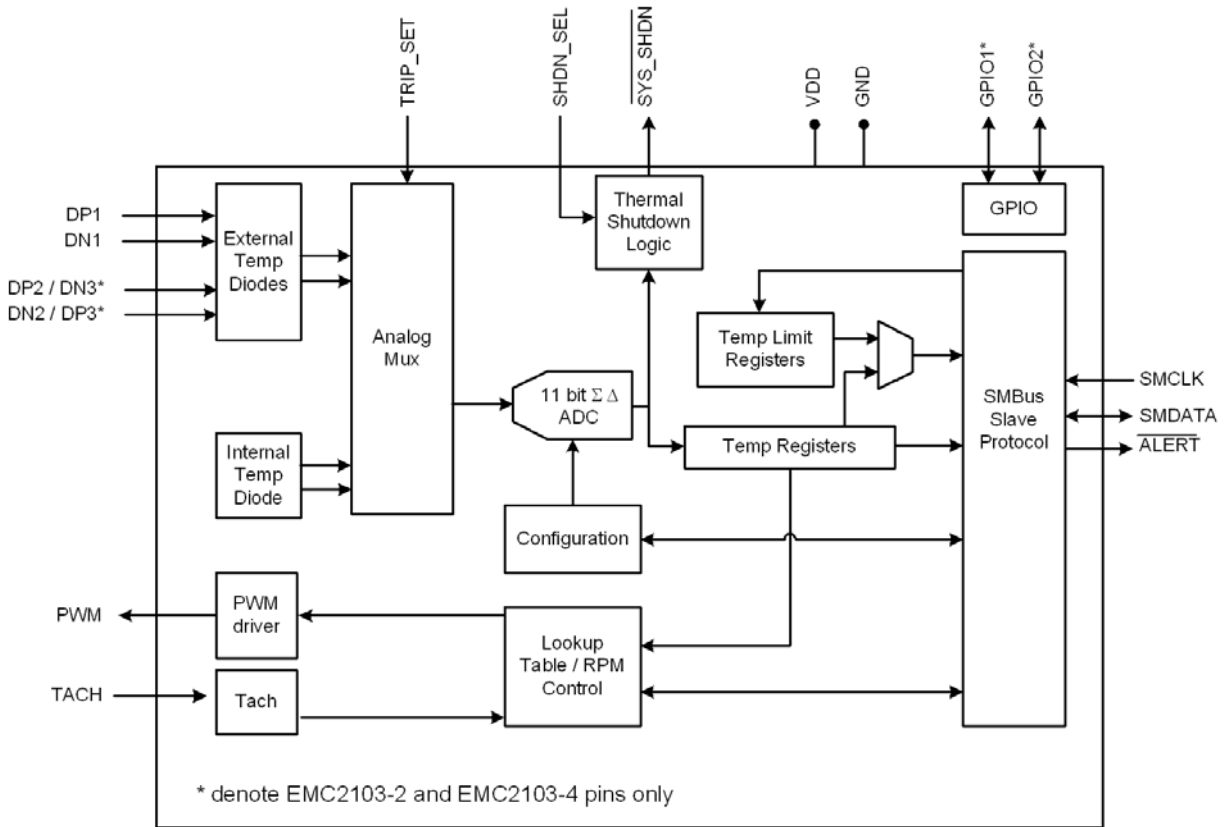 TRIP_SET
SHDN_SEL
SYS_SHDN
VDD
GND
GPIO1*
GPIO2*
DP1
DN1
DP2 / DN3*
DN2 / DP3*
External
Temp
Diodes
Analog
Mux
Thermal
Shutdown
Logic
GPIO
Temp Limit
Registers
11 bit Σ Δ
ADC
Temp Registers
SMBus
Slave
Protocol
SMCLK
SMDATA
ALERT
Internal
Temp
Diode
Configuration
PWM
PWM
driver
Lookup
Table / RPM
Control
TACH
Tach
* denote EMC2103-2 and EMC2103-4 pins only